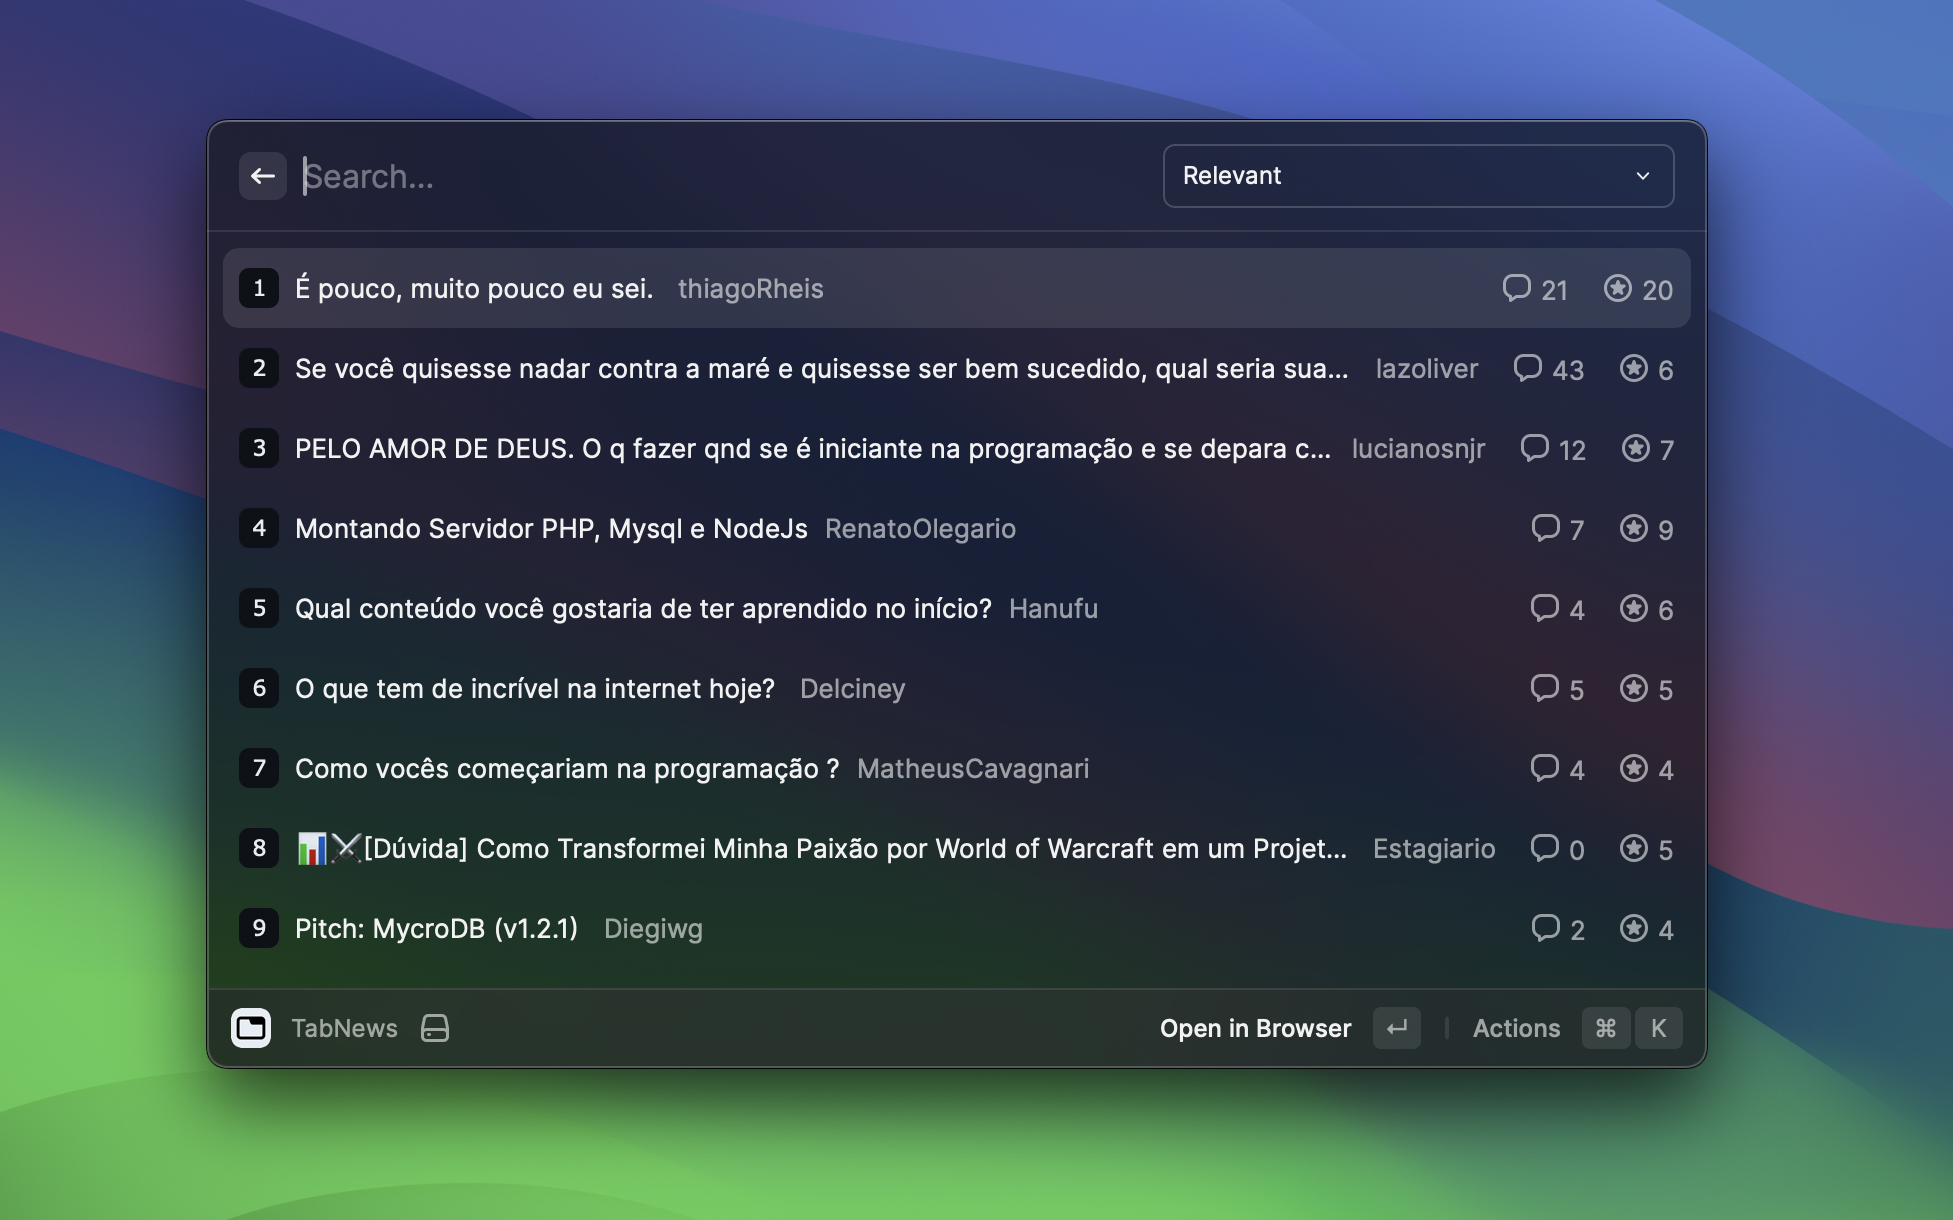 Search...
Relevant
1 É pouco, muito pouco eu sei. thiagoRheis 21 20
2 Se você quisesse nadar contra a maré e quisesse ser bem sucedido, qual seria sua... lazoliver 43 6
3 PELO AMOR DE DEUS. O q fazer qnd se é iniciante na programação e se depara c... lucianosnjr 12 7
4 Montando Servidor PHP, Mysql e NodeJs RenatoOlegario 7 9
5 Qual conteúdo você gostaria de ter aprendido no início? Hanufu 4 6
6 O que tem de incrível na internet hoje? Delciney 5 5
7 Como vocês começariam na programação ? MatheusCavagnari 4 4
8 📊⚔️[Dúvida] Como Transformei Minha Paixão por World of Warcraft em um Projet... Estagiario 0 5
9 Pitch: MycroDB (v1.2.1) Diegiwg 2 4
TabNews Open in Browser ↵ Actions ⌘ K